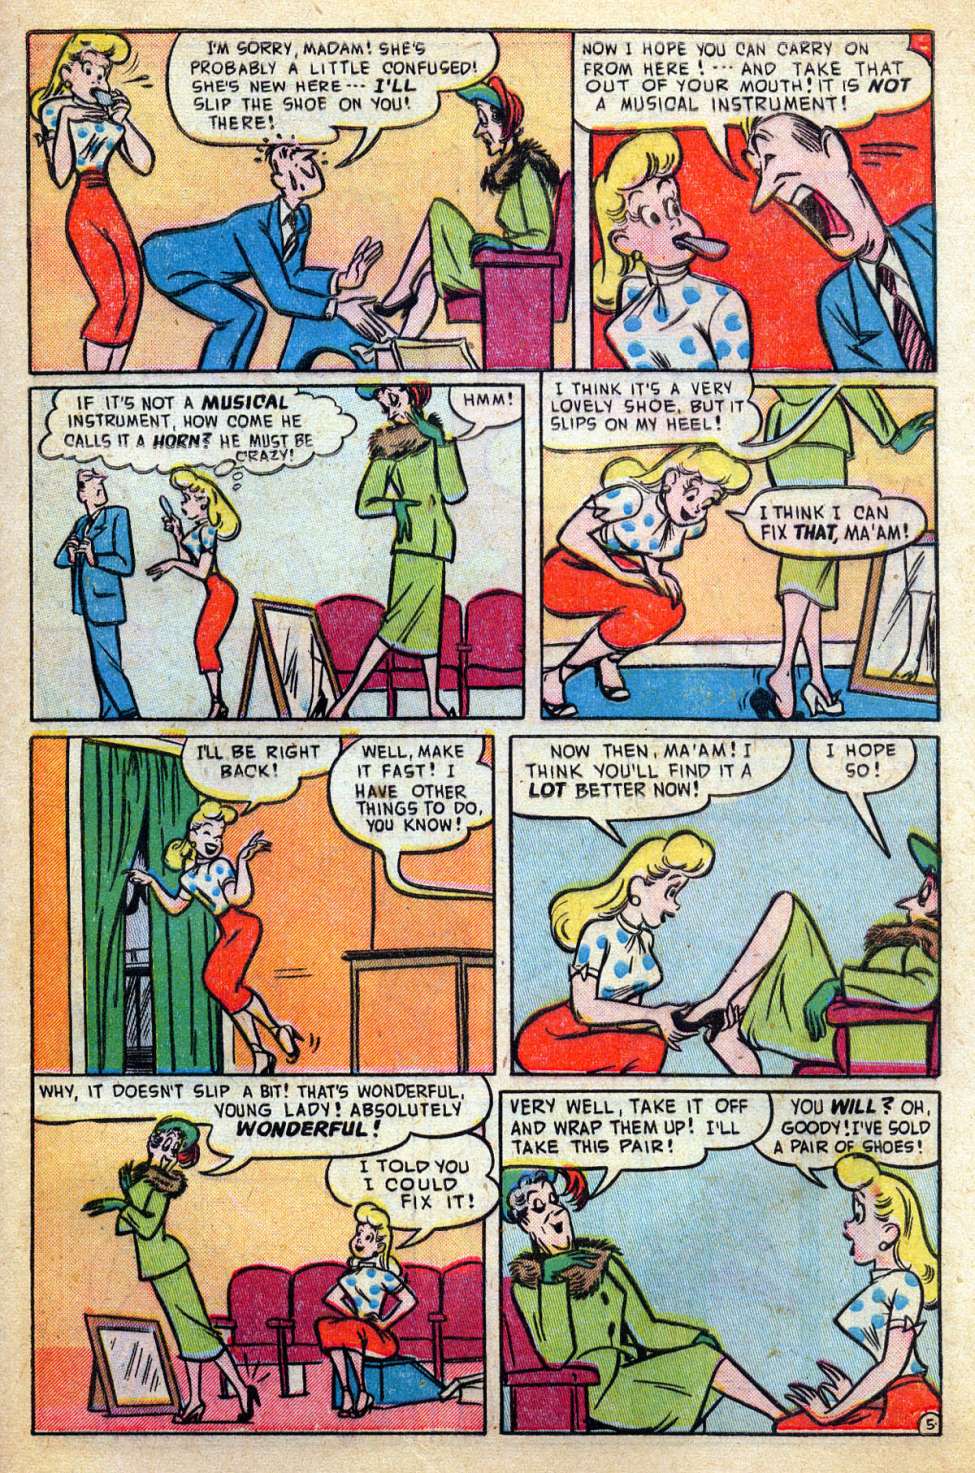 I'M SORRY, MADAM! SHE'S
PROBABLY A LITTLE CONFUSED!
SHE'S NEW HERE--- I'LL
SLIP THE SHOE ON YOU!
THERE!
NOW I HOPE YOU CAN CARRY ON
FROM HERE! --- AND TAKE THAT
OUT OF YOUR MOUTH! IT IS NOT
A MUSICAL INSTRUMENT!
IF IT'S NOT A MUSICAL
INSTRUMENT, HOW COME HE
CALLS IT A HORN? HE MUST BE
CRAZY!
HMM!
I THINK IT'S A VERY
LOVELY SHOE, BUT IT
SLIPS ON MY HEEL!
I THINK I CAN
FIX THAT, MA'AM!
I'LL BE RIGHT
BACK!
WELL, MAKE
IT FAST! I
HAVE OTHER
THINGS TO DO,
YOU KNOW!
NOW THEN, MA'AM! I
THINK YOU'LL FIND IT A
LOT BETTER NOW!
I HOPE
SO!
WHY, IT DOESN'T SLIP A BIT! THAT'S WONDERFUL,
YOUNG LADY! ABSOLUTELY
WONDERFUL!
I TOLD YOU
I COULD
FIX IT!
VERY WELL, TAKE IT OFF
AND WRAP THEM UP! I'LL
TAKE THIS PAIR!
YOU WILL? OH,
GOODY! I'VE SOLD
A PAIR OF SHOES!
5